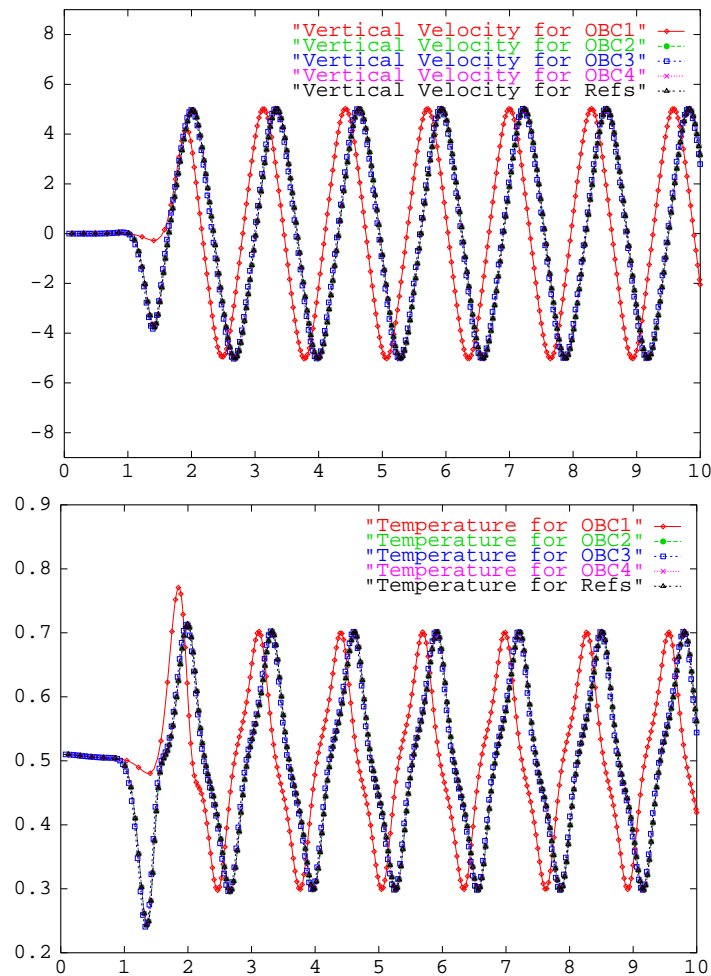 8
6
4
2
0
-2
-4
-6
-8
"Vertical Velocity for OBC1"
"Vertical Velocity for OBC2"
"Vertical Velocity for OBC3"
"Vertical Velocity for OBC4"
"Vertical Velocity for Refs"
0 1 2 3 4 5 6 7 8 9 10
0.9
0.8
0.7
0.6
0.5
0.4
0.3
0.2
"Temperature for OBC1"
"Temperature for OBC2"
"Temperature for OBC3"
"Temperature for OBC4"
"Temperature for Refs"
0 1 2 3 4 5 6 7 8 9 10